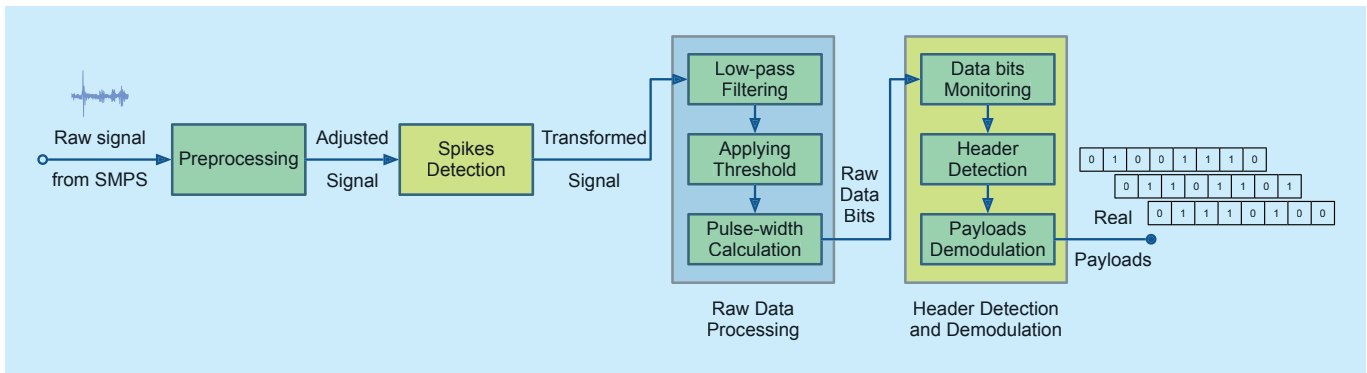 Raw signal
from SMPS
Preprocessing
Adjusted
Signal
Spikes
Detection
Transformed
Signal
Low-pass
Filtering
Applying
Threshold
Pulse-width
Calculation
Raw Data
Processing
Raw
Data
Bits
Data bits
Monitoring
Header
Detection
Payloads
Demodulation
Header Detection
and Demodulation
Real
Payloads
0 1 0 0 1 1 1 0
0 1 1 0 1 1 0 1
0 1 1 1 0 1 0 0